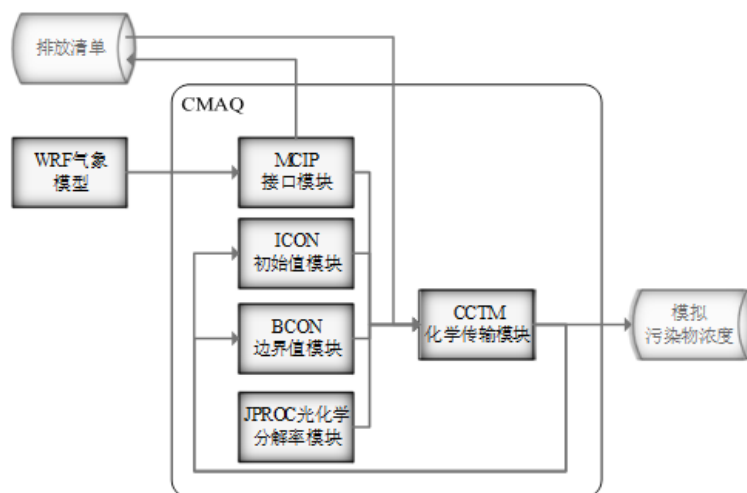 排放清单
CMAQ
WRF气象
模型
MCIP
接口模块
ICON
初始值模块
BCON
边界值模块
JPROC光化学
分解率模块
CCTM
化学传输模块
模拟
污染物浓度